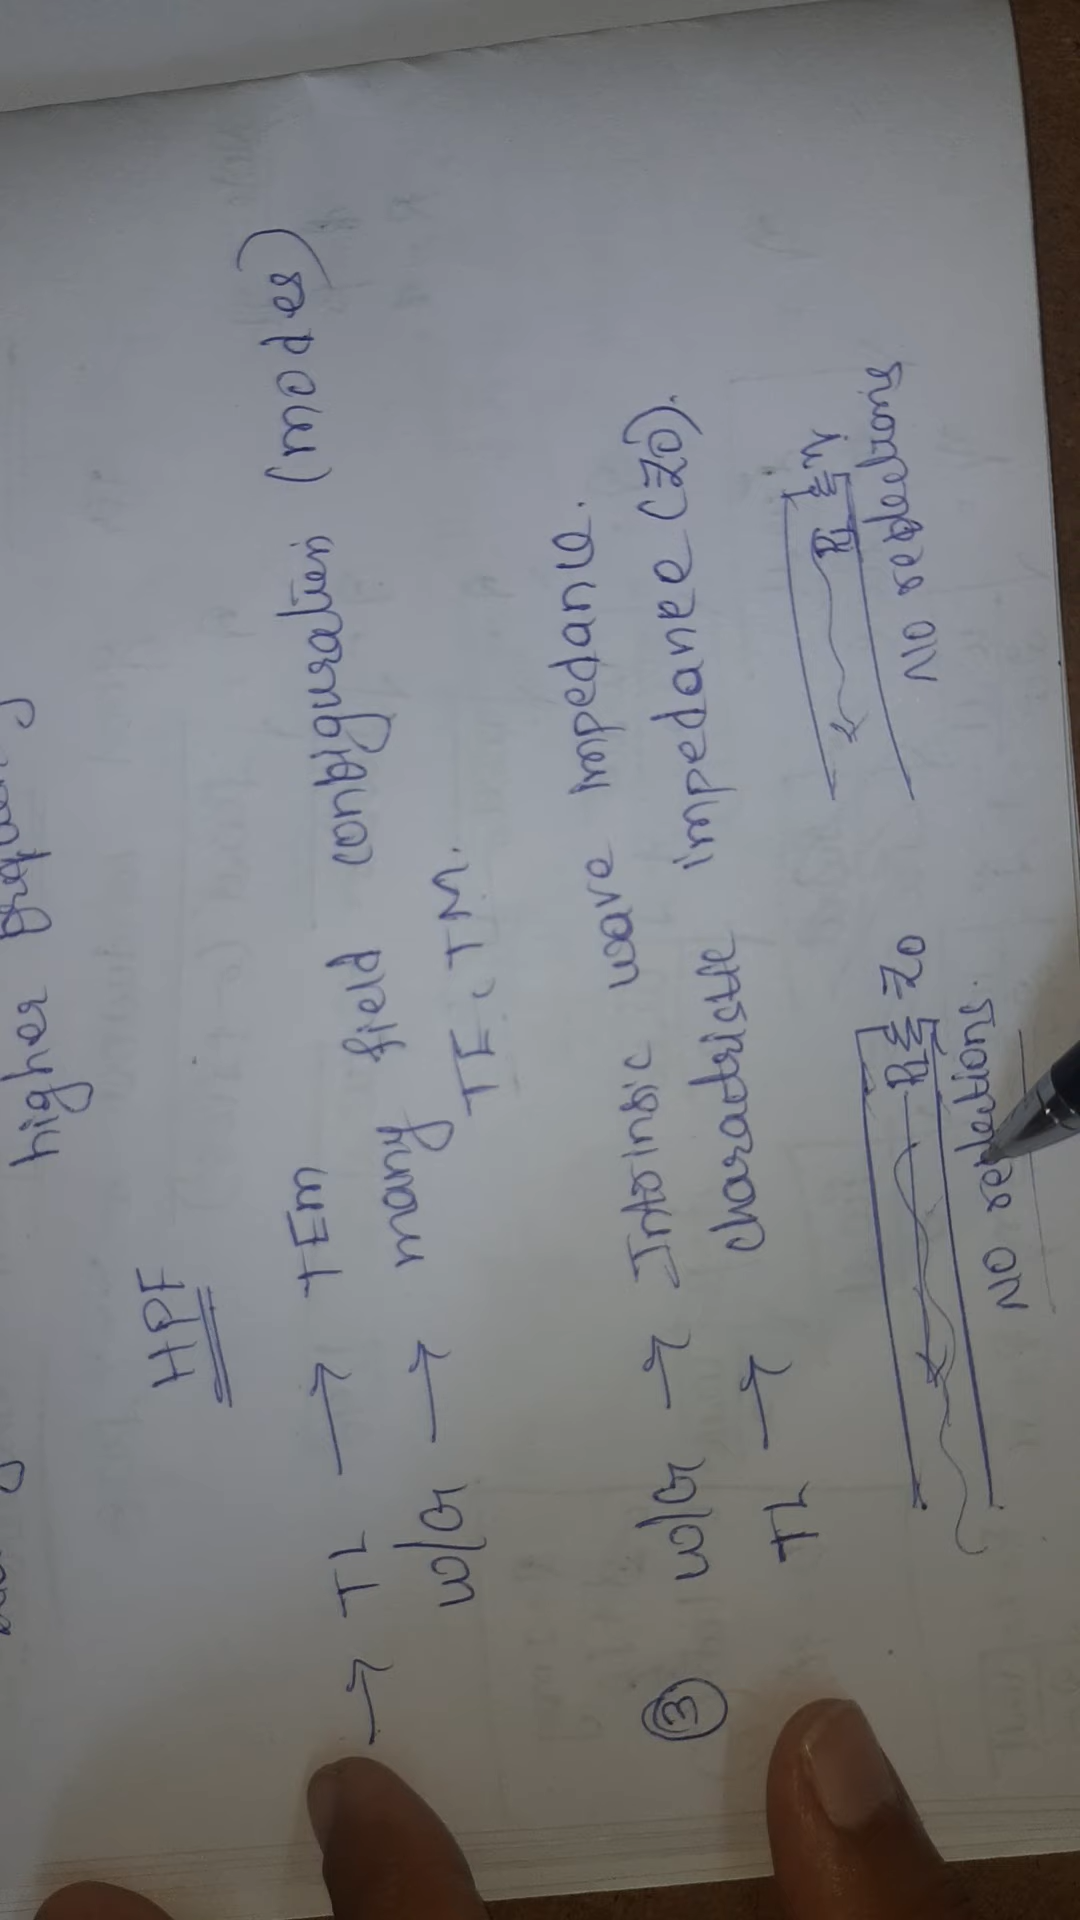 higher
HPF
→ TL → TEM
W/G → many field configuration (modes)
TE, TM.
③ W/G → Intrinsic wave impedance.
TL → charatristic impedance (Z0).
RL Z0
NO reflections.
RL η
NO reflections